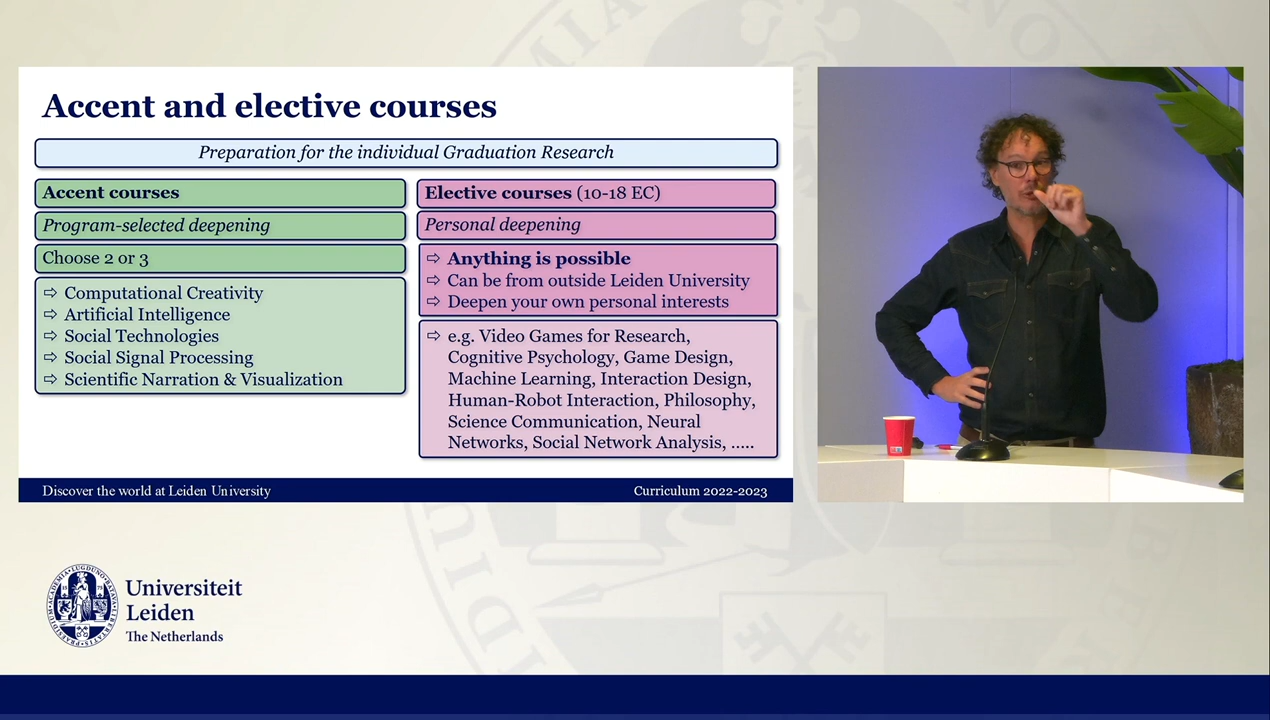 Accent and elective courses
Preparation for the individual Graduation Research
Accent courses
Program-selected deepening
Choose 2 or 3
⇨ Computational Creativity
⇨ Artificial Intelligence
⇨ Social Technologies
⇨ Social Signal Processing
⇨ Scientific Narration & Visualization
Elective courses (10-18 EC)
Personal deepening
⇨ Anything is possible
⇨ Can be from outside Leiden University
⇨ Deepen your own personal interests
⇨ e.g. Video Games for Research,
Cognitive Psychology, Game Design,
Machine Learning, Interaction Design,
Human-Robot Interaction, Philosophy,
Science Communication, Neural
Networks, Social Network Analysis, .....
Discover the world at Leiden University
Curriculum 2022-2023
Universiteit
Leiden
The Netherlands